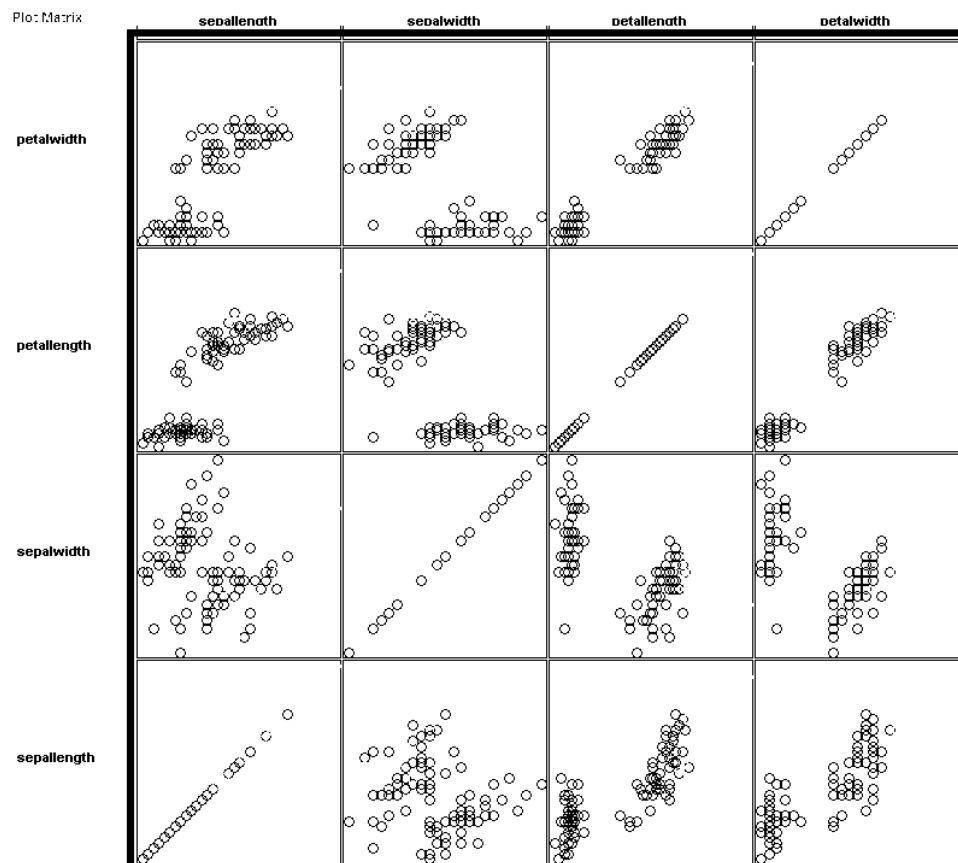 Plot Matrix
sepallength sepalwidth petallength petalwidth
petalwidth
petallength
sepalwidth
sepallength